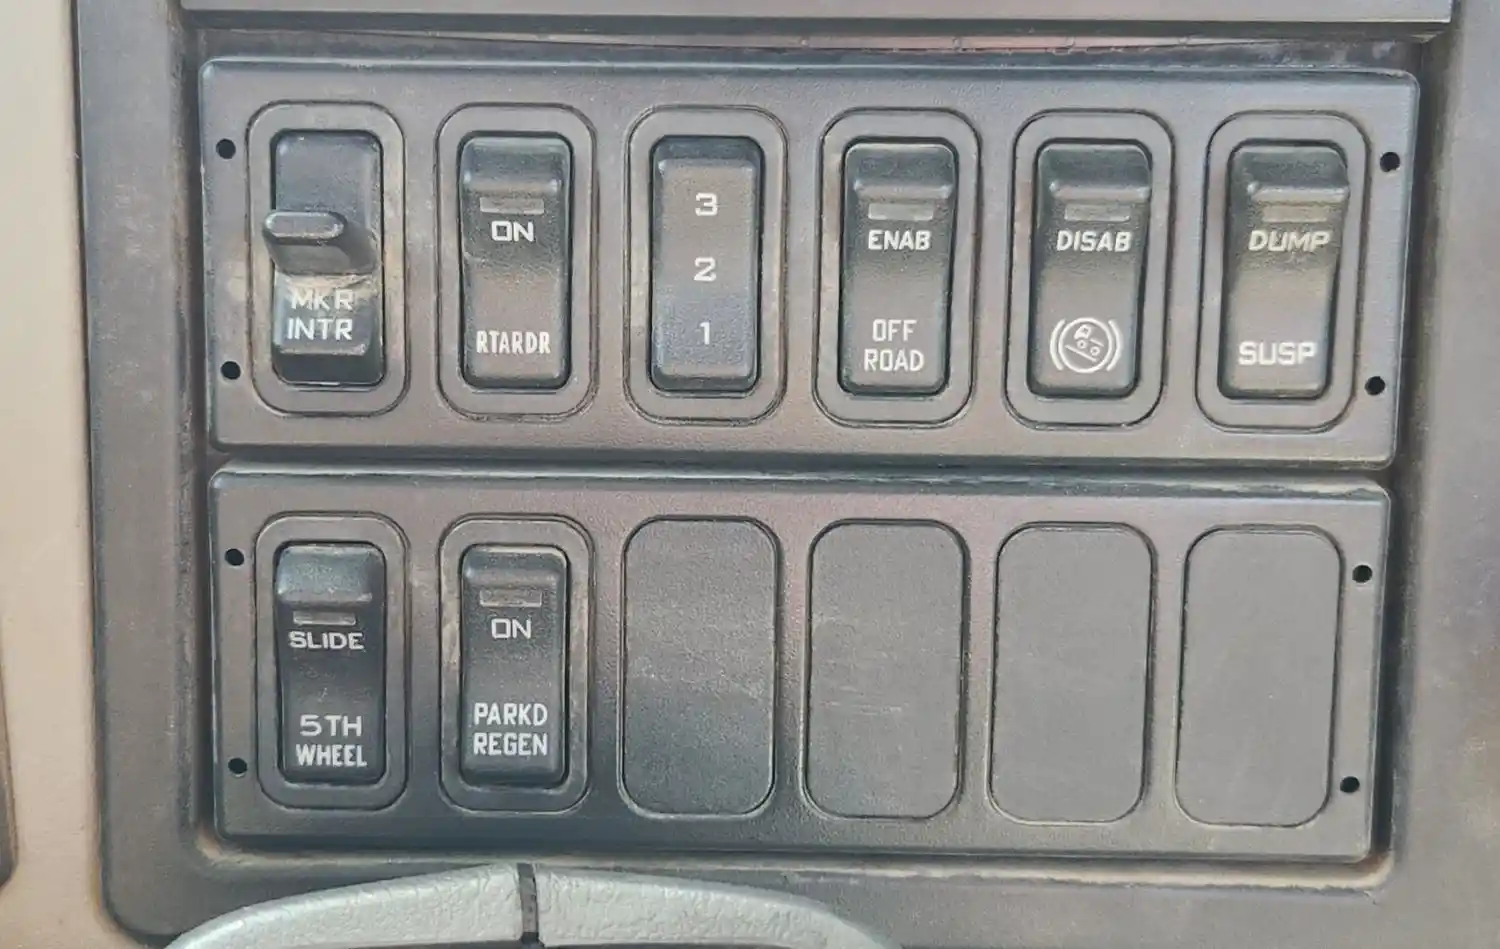 MKR
INTR
ON
RTARDR
3
2
1
ENAB
OFF
ROAD
DISAB
DUMP
SUSP
SLIDE
5TH
WHEEL
ON
PARKD
REGEN